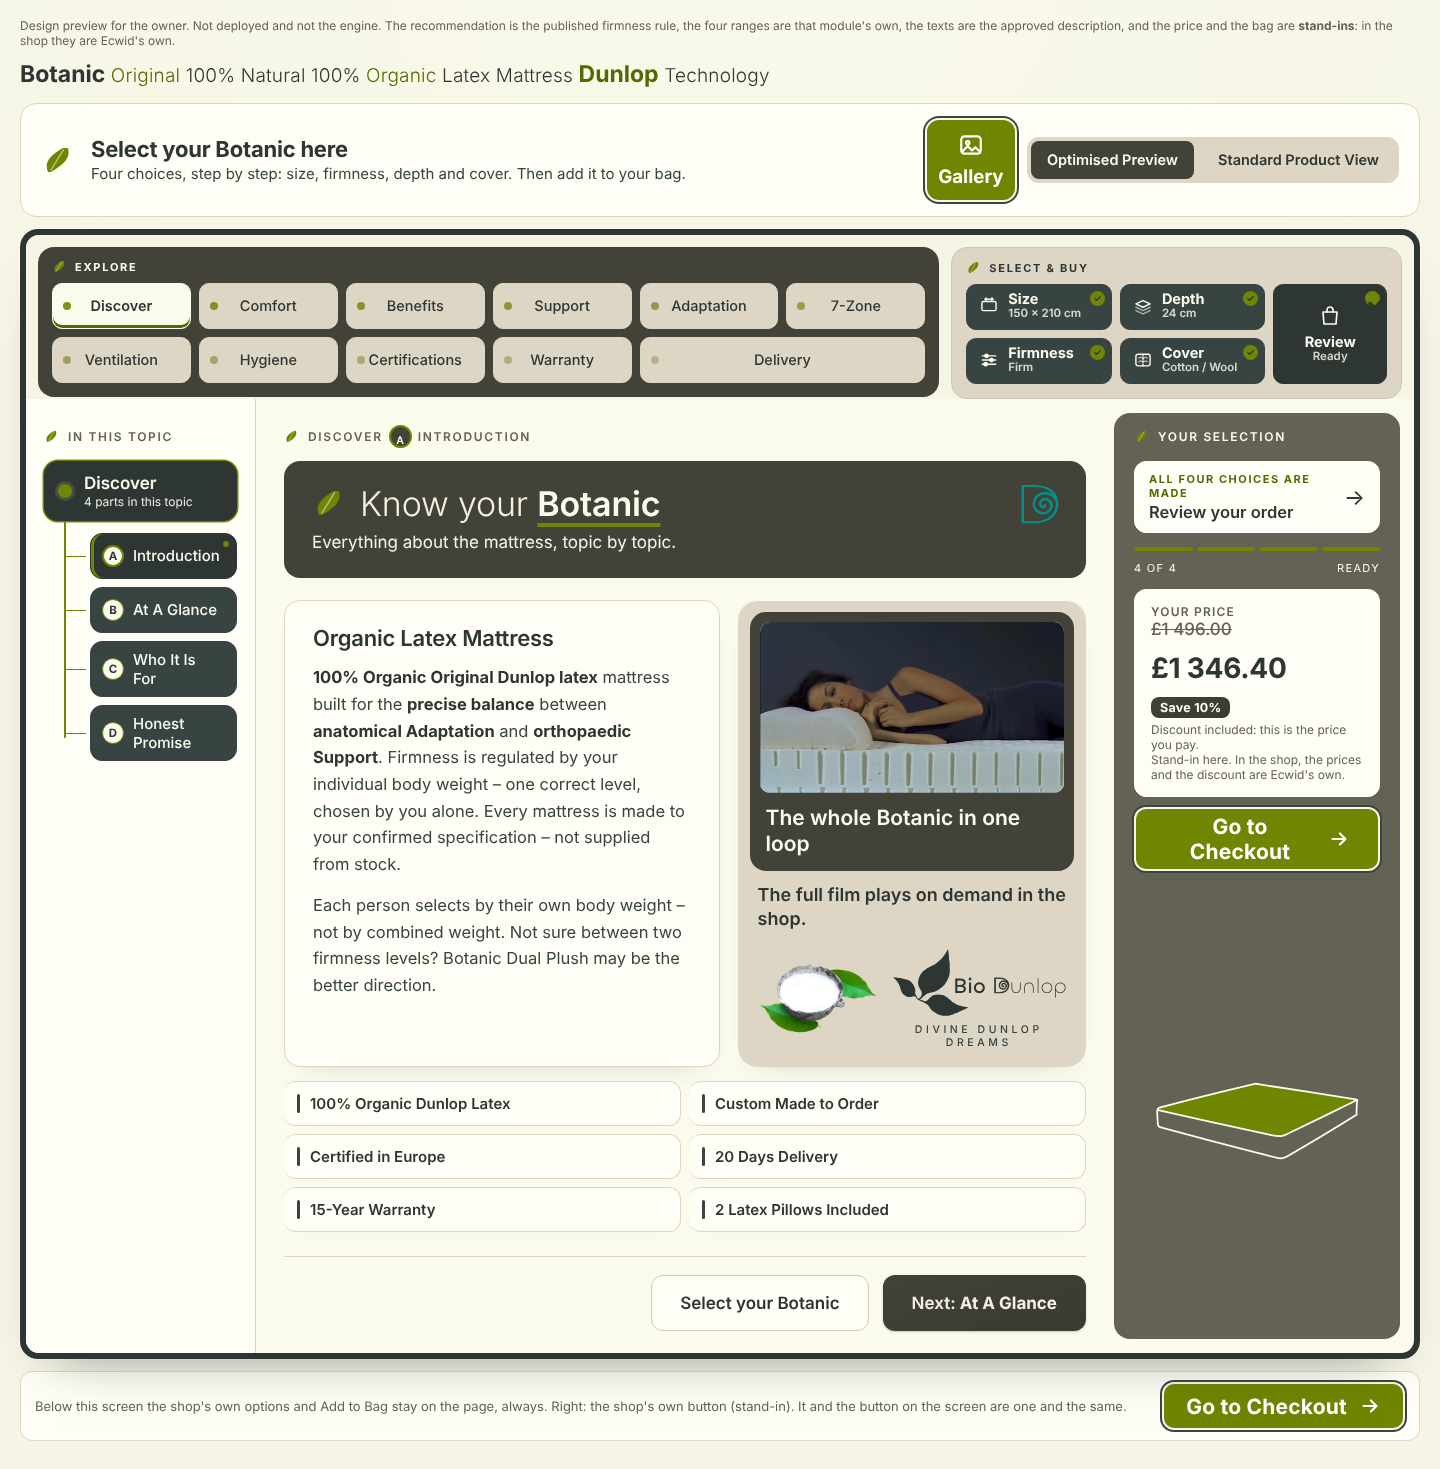 Design preview for the owner. Not deployed and not the engine. The recommendation is the published firmness rule, the four ranges are that module's own, the texts are the approved description, and the price and the bag are stand-ins: in the
shop they are Ecwid's own.
Botanic Original 100% Natural 100% Organic Latex Mattress Dunlop Technology
Select your Botanic here
Four choices, step by step: size, firmness, depth and cover. Then add it to your bag.
Gallery
Optimised Preview
Standard Product View
EXPLORE
Discover
Comfort
Benefits
Support
Adaptation
7-Zone
Ventilation
Hygiene
Certifications
Warranty
Delivery
SELECT & BUY
Size
150 × 210 cm
Depth
24 cm
Firmness
Firm
Cover
Cotton / Wool
Review
Ready
IN THIS TOPIC
Discover
4 parts in this topic
A Introduction
B At A Glance
C Who It Is
For
D Honest
Promise
DISCOVER A INTRODUCTION
Know your Botanic
Everything about the mattress, topic by topic.
Organic Latex Mattress
100% Organic Original Dunlop latex mattress
built for the precise balance between
anatomical Adaptation and orthopaedic
Support. Firmness is regulated by your
individual body weight – one correct level,
chosen by you alone. Every mattress is made to
your confirmed specification – not supplied
from stock.
Each person selects by their own body weight –
not by combined weight. Not sure between two
firmness levels? Botanic Dual Plush may be the
better direction.
The whole Botanic in one
loop
The full film plays on demand in the
shop.
Bio Dunlop
DIVINE DUNLOP
DREAMS
100% Organic Dunlop Latex
Custom Made to Order
Certified in Europe
20 Days Delivery
15-Year Warranty
2 Latex Pillows Included
Select your Botanic
Next: At A Glance
YOUR SELECTION
ALL FOUR CHOICES ARE
MADE
Review your order
4 OF 4
READY
YOUR PRICE
£1 496.00
£1 346.40
Save 10%
Discount included: this is the price
you pay.
Stand-in here. In the shop, the prices
and the discount are Ecwid's own.
Go to
Checkout
Below this screen the shop's own options and Add to Bag stay on the page, always. Right: the shop's own button (stand-in). It and the button on the screen are one and the same.
Go to Checkout